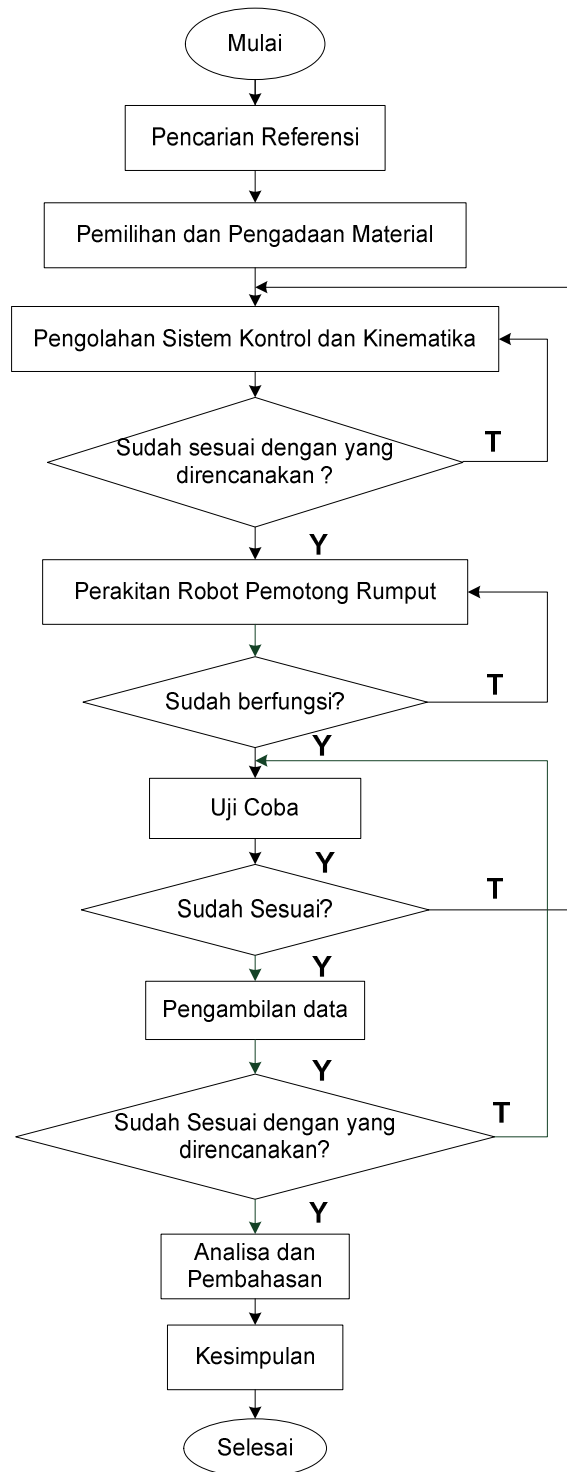 Mulai
Pencarian Referensi
Pemilihan dan Pengadaan Material
Pengolahan Sistem Kontrol dan Kinematika
Sudah sesuai dengan yang
direncanakan ?
T
Y
Perakitan Robot Pemotong Rumput
Sudah berfungsi?
T
Y
Uji Coba
Y
Sudah Sesuai?
T
Y
Pengambilan data
Y
Sudah Sesuai dengan yang
direncanakan?
T
Y
Analisa dan
Pembahasan
Kesimpulan
Selesai